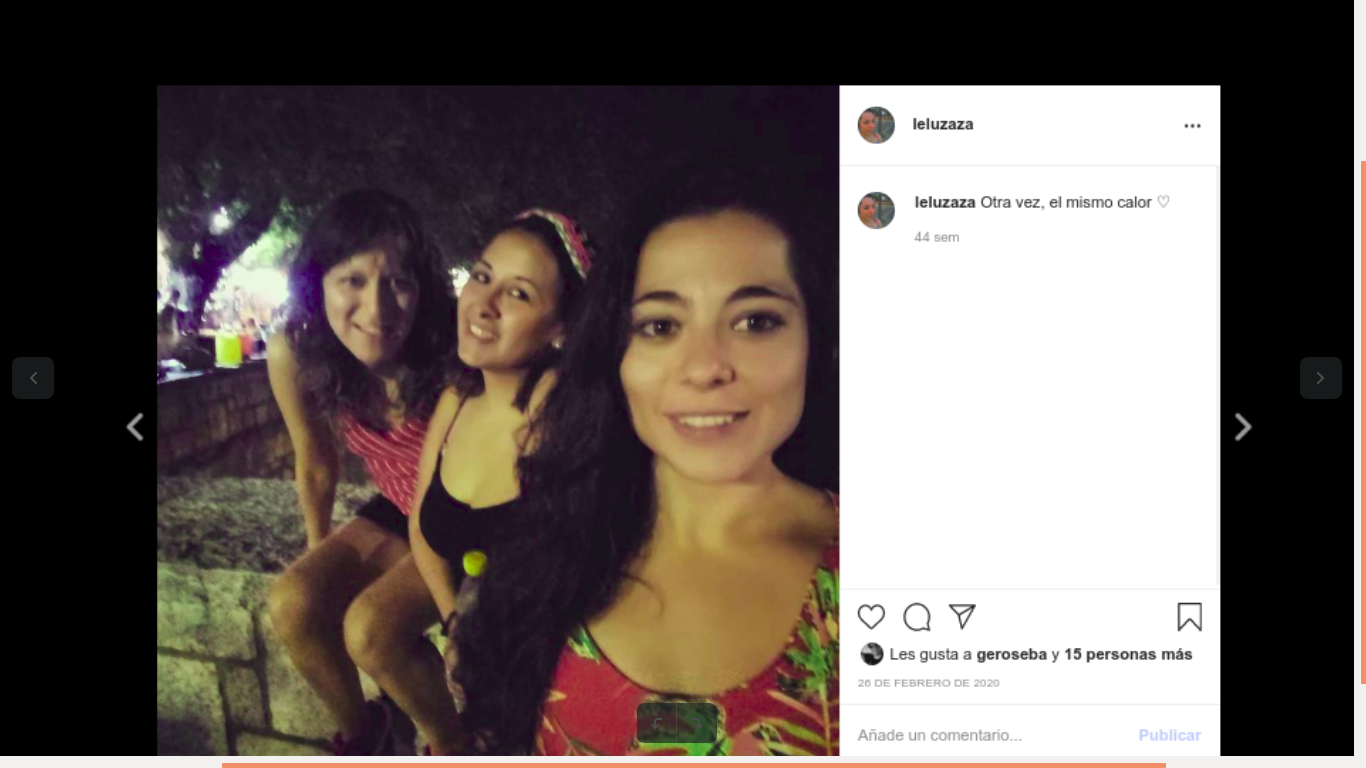 leluzaza
leluzaza Otra vez, el mismo calor ♡
44 sem
Les gusta a geroseba y 15 personas más
26 DE FEBRERO DE 2020
Añade un comentario...
Publicar